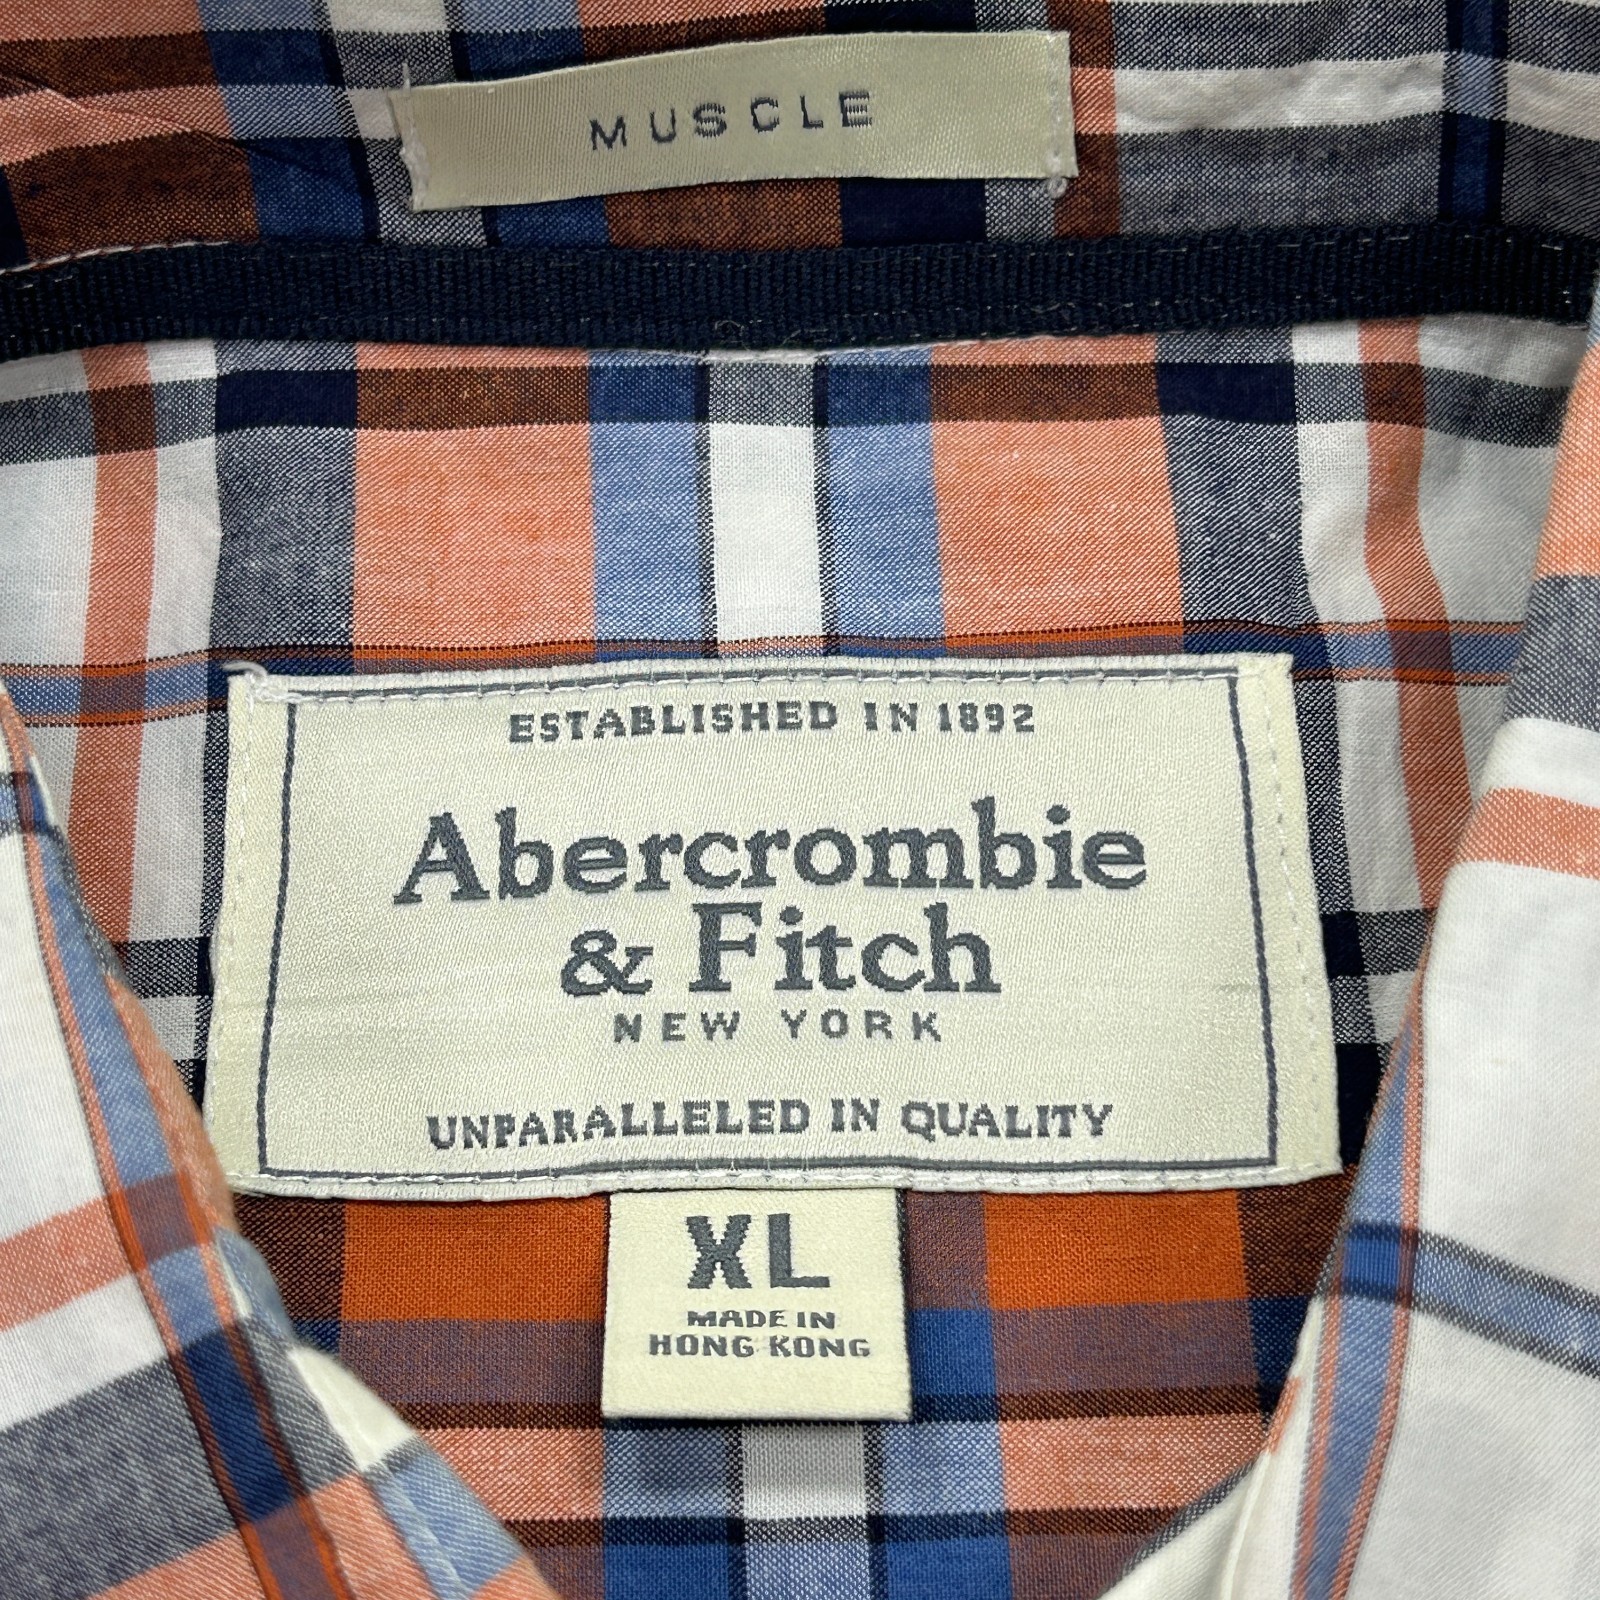 MUSCLE
ESTABLISHED IN 1892
Abercrombie
& Fitch
NEW YORK
UNPARALLELED IN QUALITY
XL
MADE IN
HONG KONG